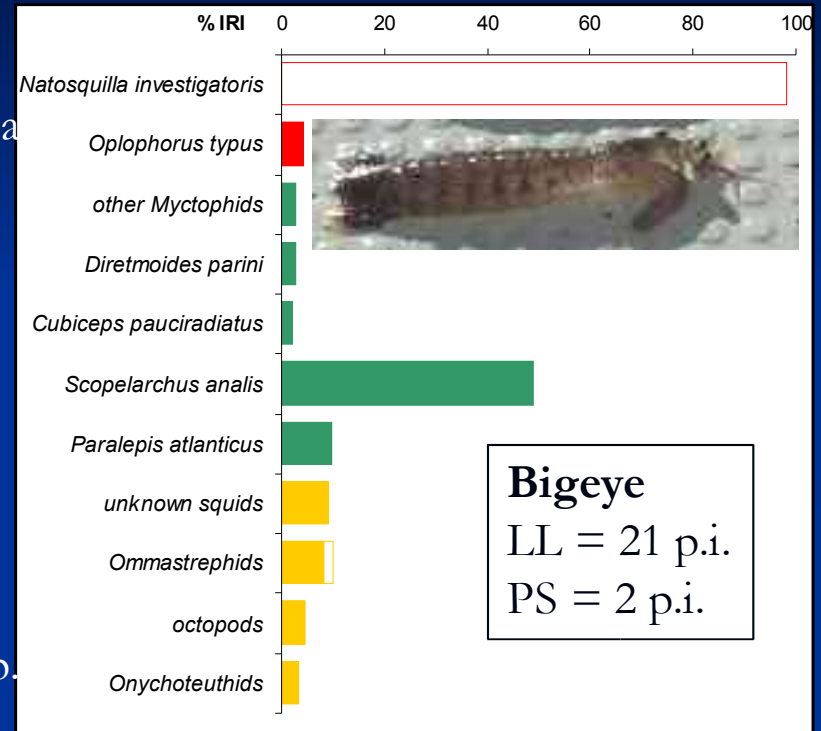 % IRI 0 20 40 60 80 100
Natosquilla investigatoris
a
Oplophorus typus
other Myctophids
Diretmoides parini
Cubiceps pauciradiatus
Scopelarchus analis
Paralepis atlanticus
unknown squids
Ommastrephids
octopods
Onychoteuthids
Bigeye
LL = 21 p.i.
PS = 2 p.i.